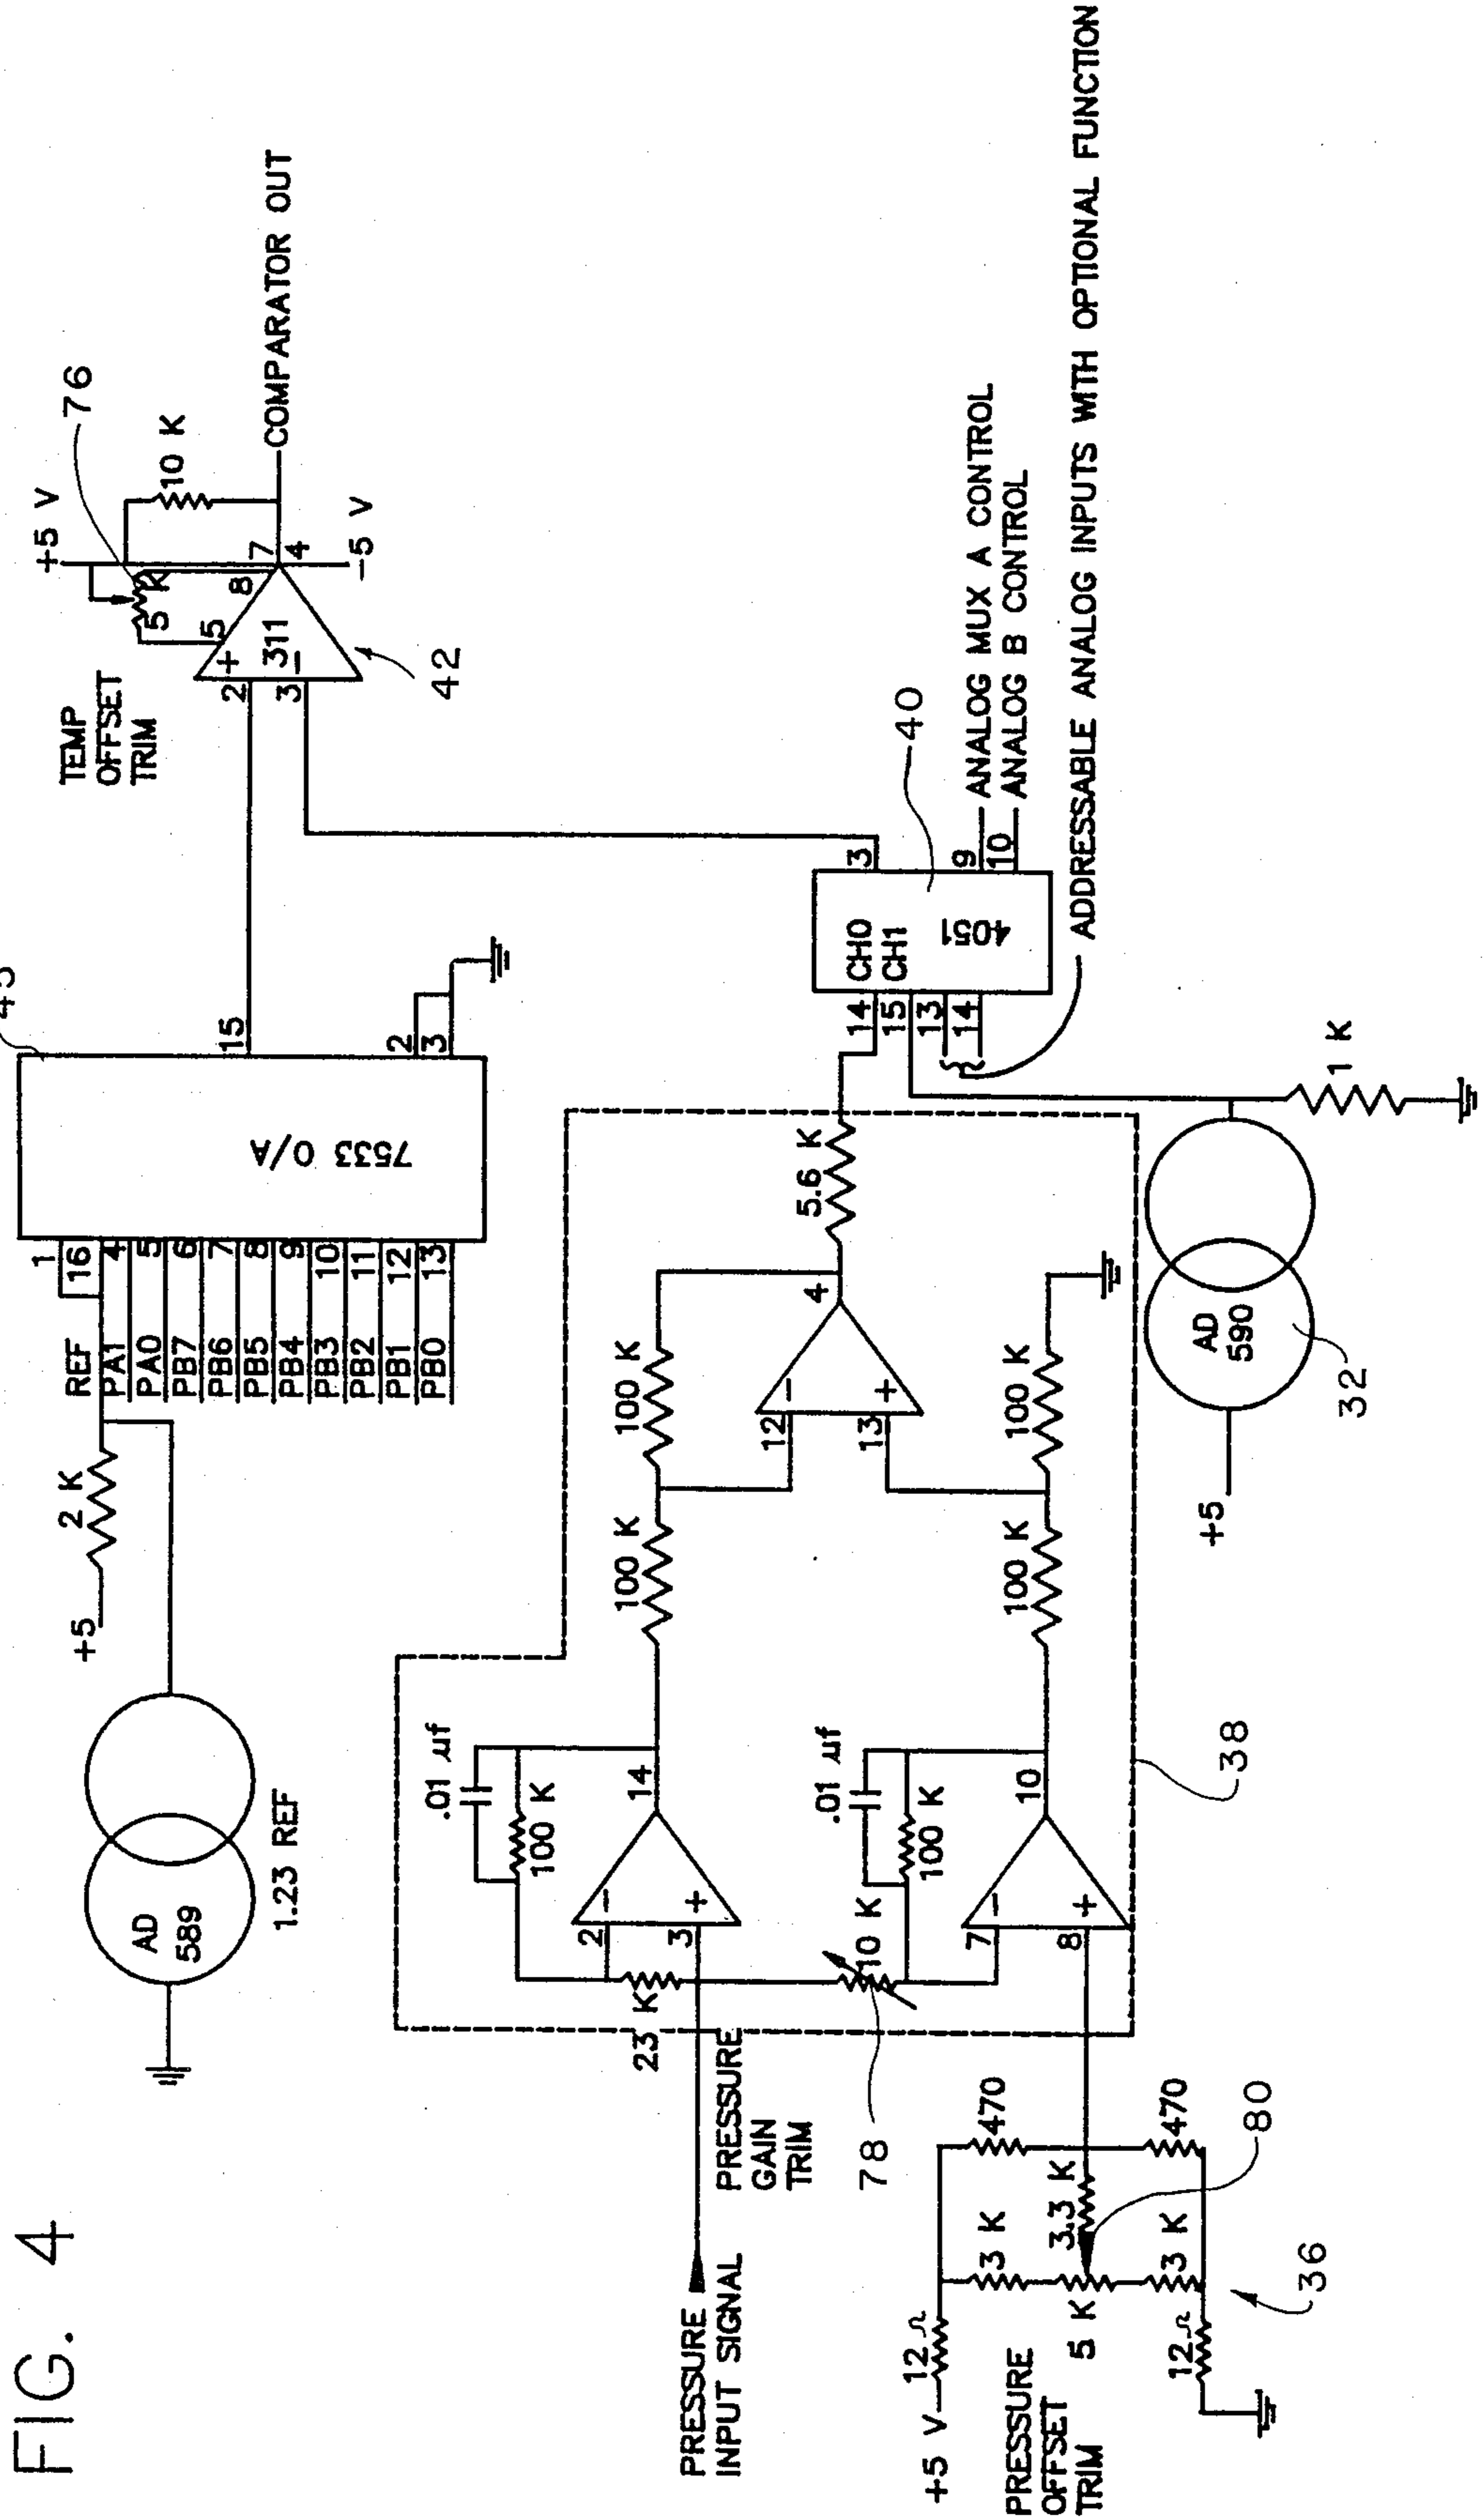 FIG. 4
AD
589
1.23 REF
+5
2 K
REF
PA1
PA0
PB7
PB6
PB5
PB4
PB3
PB2
PB1
PB0
1
16
4
5
6
7
8
9
10
11
12
13
7533 O/A
15
2
3
TEMP
OFFSET
TRIM
+5 V
76
5 K
10 K
2
3
+
311
−
5
8
7
4
−5 V
COMPARATOR OUT
42
PRESSURE
INPUT SIGNAL
PRESSURE
GAIN
TRIM
78
23 K
10 K
.01 µf
100 K
2
3
−
+
14
.01 µf
100 K
7
8
−
+
10
100 K
100 K
12
13
−
+
4
100 K
100 K
5.6 K
38
14
15
13
14
CH0
CH1
4051
3
9
10
40
ANALOG MUX A CONTROL
ANALOG B CONTROL
ADDRESSABLE ANALOG INPUTS WITH OPTIONAL FUNCTION
+5
AD
590
32
1 K
+5 V
12Ω
PRESSURE
OFFSET
TRIM
5 K
3 K
3.3 K
3 K
470
470
80
12Ω
36